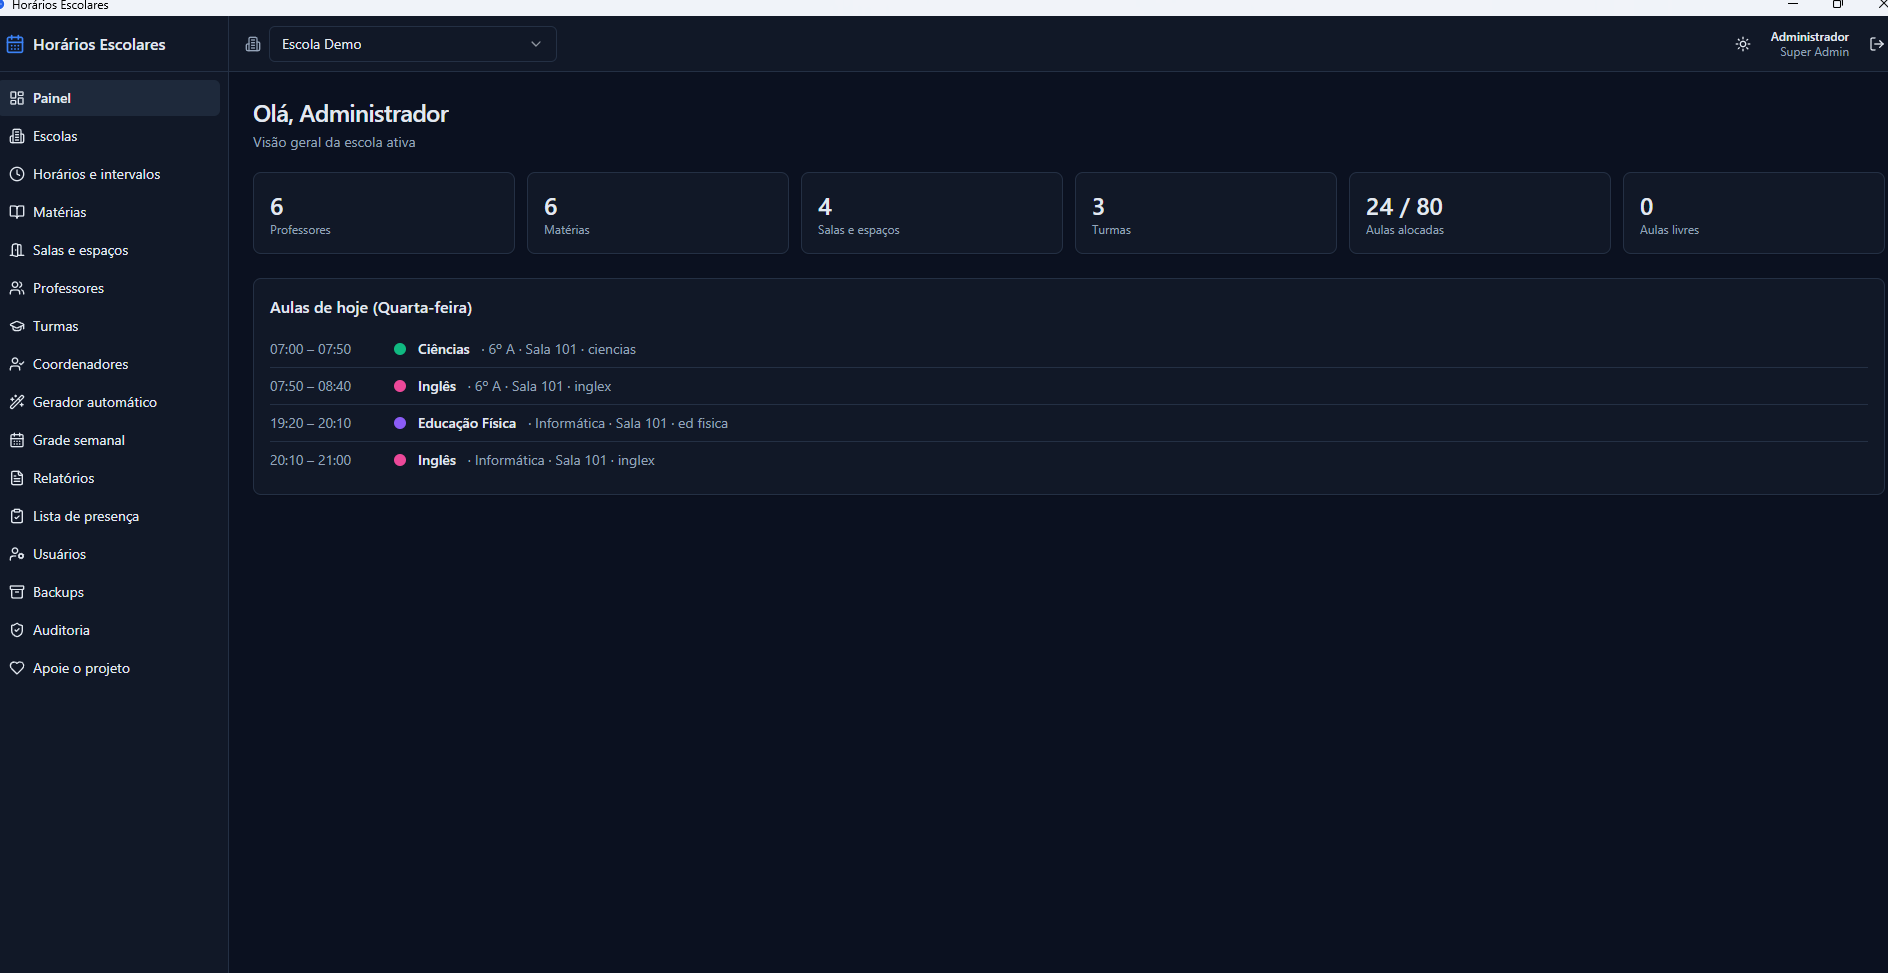 Horários Escolares
Horários Escolares
Escola Demo
Administrador
Super Admin
Painel
Escolas
Horários e intervalos
Matérias
Salas e espaços
Professores
Turmas
Coordenadores
Gerador automático
Grade semanal
Relatórios
Lista de presença
Usuários
Backups
Auditoria
Apoie o projeto
Olá, Administrador
Visão geral da escola ativa
6
Professores
6
Matérias
4
Salas e espaços
3
Turmas
24 / 80
Aulas alocadas
0
Aulas livres
Aulas de hoje (Quarta-feira)
07:00 – 07:50 Ciências · 6º A · Sala 101 · ciencias
07:50 – 08:40 Inglês · 6º A · Sala 101 · inglex
19:20 – 20:10 Educação Física · Informática · Sala 101 · ed fisica
20:10 – 21:00 Inglês · Informática · Sala 101 · inglex